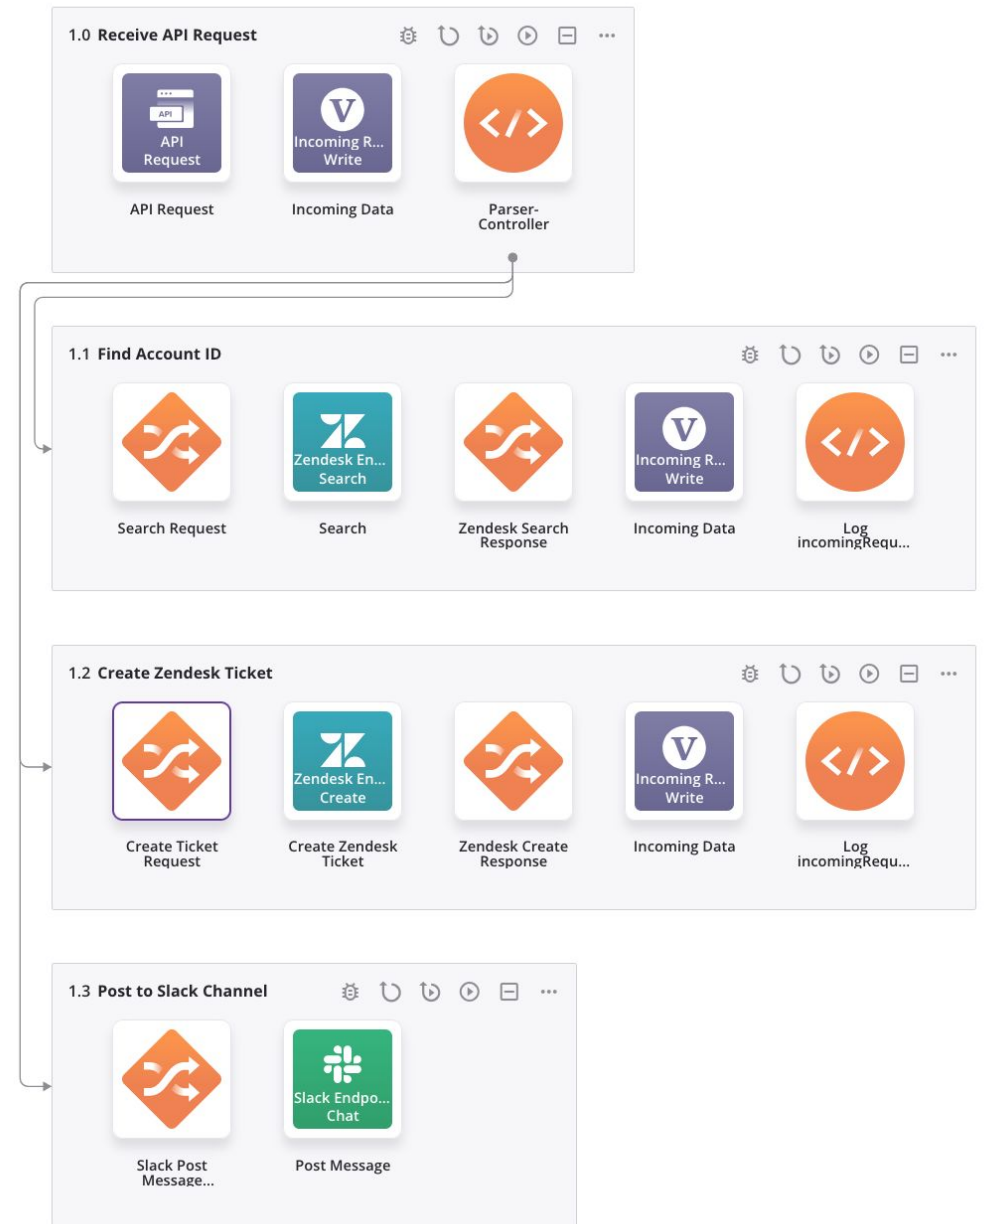 1.0 Receive API Request
API
API
Request
V
Incoming R...
Write
API Request
Incoming Data
Parser-
Controller
1.1 Find Account ID
Zendesk En...
Search
V
Incoming R...
Write
Search Request
Search
Zendesk Search
Response
Incoming Data
Log
incomingRequ...
1.2 Create Zendesk Ticket
Zendesk En...
Create
V
Incoming R...
Write
Create Ticket
Request
Create Zendesk
Ticket
Zendesk Create
Response
Incoming Data
Log
incomingRequ...
1.3 Post to Slack Channel
Slack Endpo...
Chat
Slack Post
Message...
Post Message